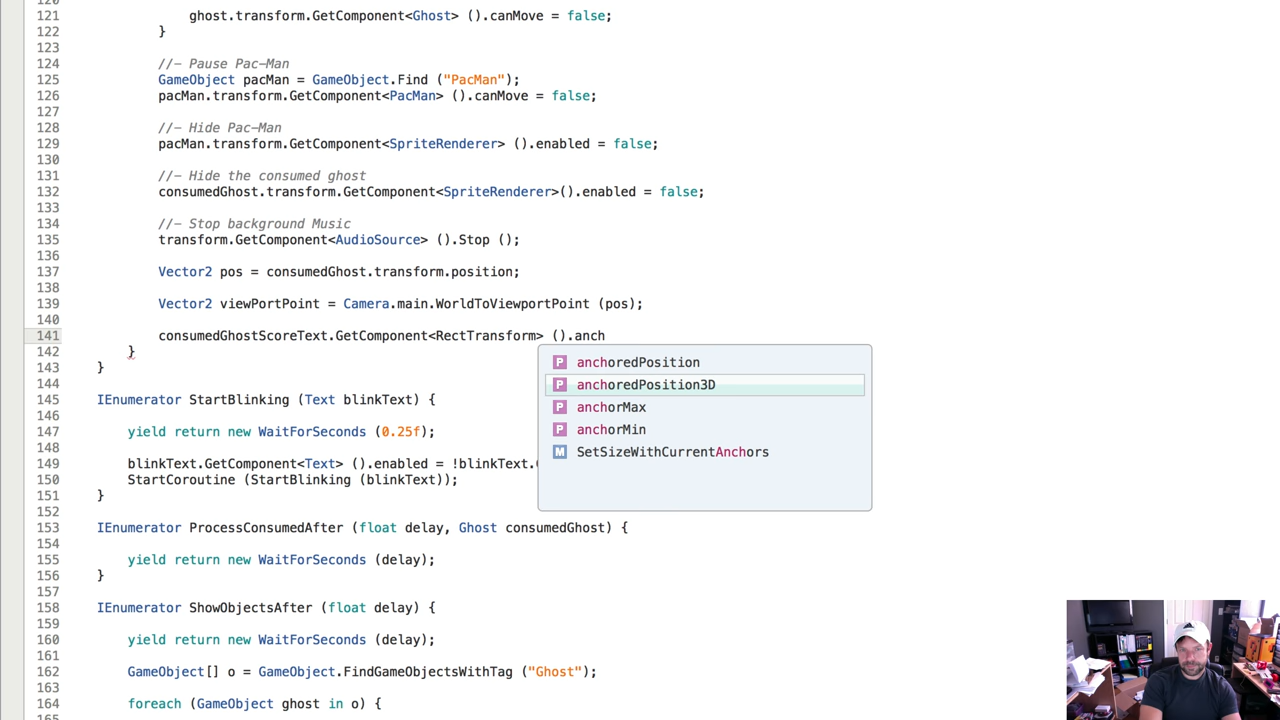 120
121 ghost.transform.GetComponent<Ghost> ().canMove = false;
122 }
123
124 //- Pause Pac-Man
125 GameObject pacMan = GameObject.Find ("PacMan");
126 pacMan.transform.GetComponent<PacMan> ().canMove = false;
127
128 //- Hide Pac-Man
129 pacMan.transform.GetComponent<SpriteRenderer> ().enabled = false;
130
131 //- Hide the consumed ghost
132 consumedGhost.transform.GetComponent<SpriteRenderer>().enabled = false;
133
134 //- Stop background Music
135 transform.GetComponent<AudioSource> ().Stop ();
136
137 Vector2 pos = consumedGhost.transform.position;
138
139 Vector2 viewPortPoint = Camera.main.WorldToViewportPoint (pos);
140
141 consumedGhostScoreText.GetComponent<RectTransform> ().anch
142 }
143 }
144
145 IEnumerator StartBlinking (Text blinkText) {
146
147 yield return new WaitForSeconds (0.25f);
148
149 blinkText.GetComponent<Text> ().enabled = !blinkText.
150 StartCoroutine (StartBlinking (blinkText));
151 }
152
153 IEnumerator ProcessConsumedAfter (float delay, Ghost consumedGhost) {
154
155 yield return new WaitForSeconds (delay);
156 }
157
158 IEnumerator ShowObjectsAfter (float delay) {
159
160 yield return new WaitForSeconds (delay);
161
162 GameObject[] o = GameObject.FindGameObjectsWithTag ("Ghost");
163
164 foreach (GameObject ghost in o) {
165
P anchoredPosition
P anchoredPosition3D
P anchorMax
P anchorMin
M SetSizeWithCurrentAnchors